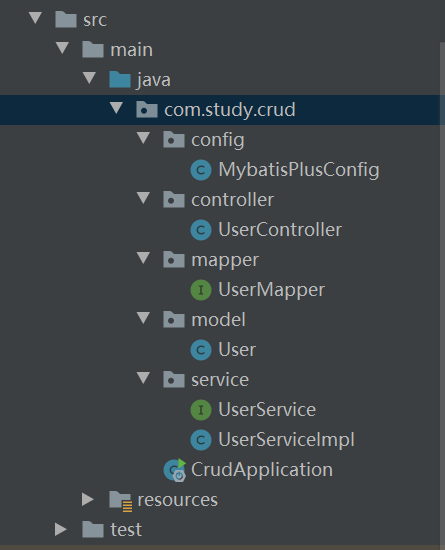 src
main
java
com.study.crud
config
MybatisPlusConfig
controller
UserController
mapper
UserMapper
model
User
service
UserService
UserServiceImpl
CrudApplication
resources
test